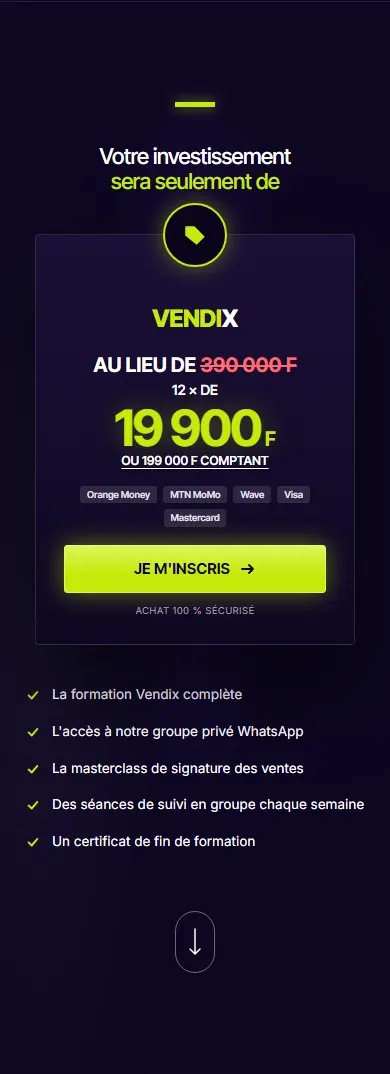 Votre investissement
sera seulement de
VENDIX
AU LIEU DE 390 000 F
12 × DE
19 900 F
OU 199 000 F COMPTANT
Orange Money MTN MoMo Wave Visa
Mastercard
JE M'INSCRIS →
ACHAT 100 % SÉCURISÉ
La formation Vendix complète
L'accès à notre groupe privé WhatsApp
La masterclass de signature des ventes
Des séances de suivi en groupe chaque semaine
Un certificat de fin de formation